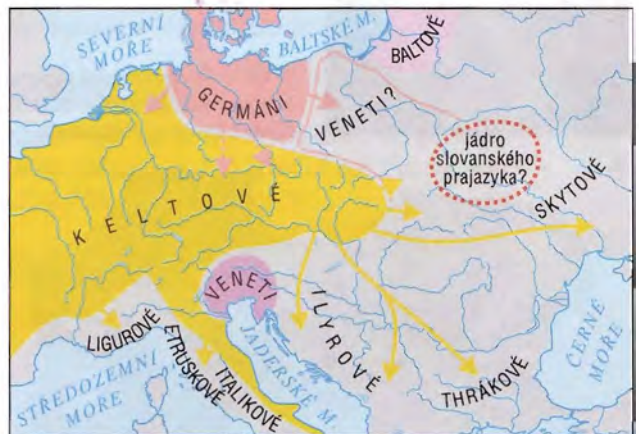 SEVERNÍ
MOŘE
BALTSKÉ M.
BALTOVÉ
GERMÁNI
VENETI?
jádro
slovanského
prajazyka?
KELTOVÉ
SKYTOVÉ
VENETI
ILYROVÉ
LIGUROVÉ
ETRUSKOVÉ
ITALIKOVÉ
JADERSKÉ M.
THRÁKOVÉ
ČERNÉ
MOŘE
STŘEDOZEMNÍ
MOŘE